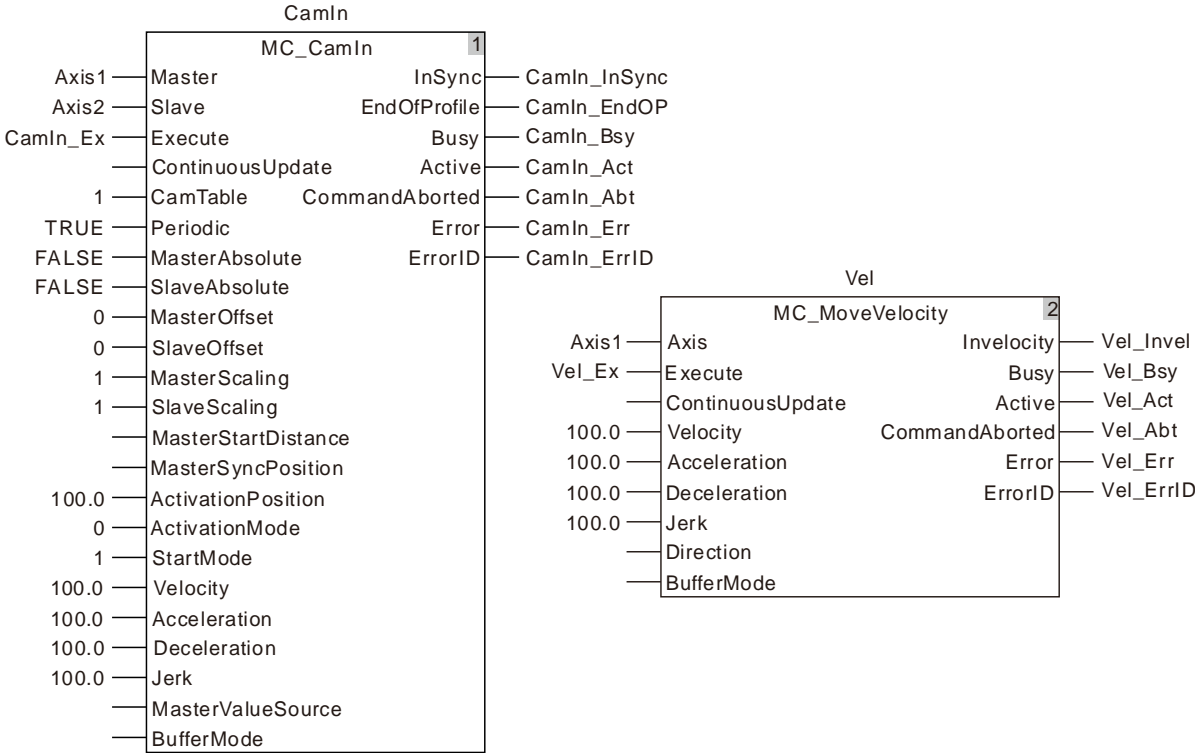 CamIn
MC_CamIn 1
Axis1 Master InSync CamIn_InSync
Axis2 Slave EndOfProfile CamIn_EndOP
CamIn_Ex Execute Busy CamIn_Bsy
ContinuousUpdate Active CamIn_Act
1 CamTable CommandAborted CamIn_Abt
TRUE Periodic Error CamIn_Err
FALSE MasterAbsolute ErrorID CamIn_ErrID
FALSE SlaveAbsolute
0 MasterOffset
0 SlaveOffset
1 MasterScaling
1 SlaveScaling
MasterStartDistance
MasterSyncPosition
100.0 ActivationPosition
0 ActivationMode
1 StartMode
100.0 Velocity
100.0 Acceleration
100.0 Deceleration
100.0 Jerk
MasterValueSource
BufferMode
Vel
MC_MoveVelocity 2
Axis1 Axis Invelocity Vel_Invel
Vel_Ex Execute Busy Vel_Bsy
ContinuousUpdate Active Vel_Act
100.0 Velocity CommandAborted Vel_Abt
100.0 Acceleration Error Vel_Err
100.0 Deceleration ErrorID Vel_ErrID
100.0 Jerk
Direction
BufferMode